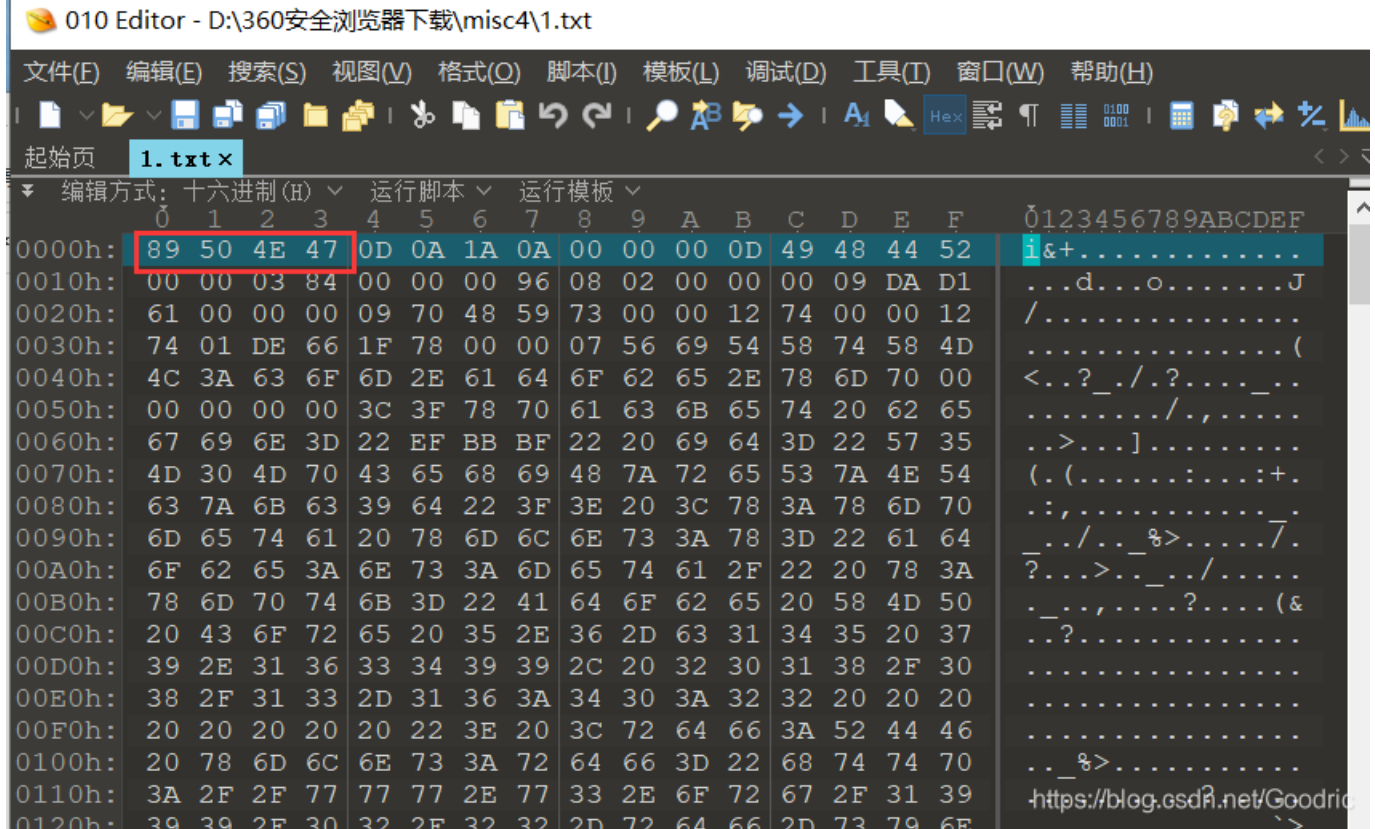 010 Editor - D:\360安全浏览器下载\misc4\1.txt
文件(F) 编辑(E) 搜索(S) 视图(V) 格式(O) 脚本(I) 模板(L) 调试(D) 工具(T) 窗口(W) 帮助(H)
Hex
起始页 1.txt×
编辑方式: 十六进制(H) 运行脚本 运行模板
0 1 2 3 4 5 6 7 8 9 A B C D E F 0123456789ABCDEF
0000h: 89 50 4E 47 0D 0A 1A 0A 00 00 00 0D 49 48 44 52 i&+.............
0010h: 00 00 03 84 00 00 00 96 08 02 00 00 00 09 DA D1 ...d...o.......J
0020h: 61 00 00 00 09 70 48 59 73 00 00 12 74 00 00 12 /...............
0030h: 74 01 DE 66 1F 78 00 00 07 56 69 54 58 74 58 4D ...............(
0040h: 4C 3A 63 6F 6D 2E 61 64 6F 62 65 2E 78 6D 70 00 <..?_./.?...._..
0050h: 00 00 00 00 3C 3F 78 70 61 63 6B 65 74 20 62 65 ......../.,.....
0060h: 67 69 6E 3D 22 EF BB BF 22 20 69 64 3D 22 57 35 ..>...].........
0070h: 4D 30 4D 70 43 65 68 69 48 7A 72 65 53 7A 4E 54 (.(......:...:+.
0080h: 63 7A 6B 63 39 64 22 3F 3E 20 3C 78 3A 78 6D 70 .:,..........._.
0090h: 6D 65 74 61 20 78 6D 6C 6E 73 3A 78 3D 22 61 64 _../.._%>...../.
00A0h: 6F 62 65 3A 6E 73 3A 6D 65 74 61 2F 22 20 78 3A ?...>.._../.....
00B0h: 78 6D 70 74 6B 3D 22 41 64 6F 62 65 20 58 4D 50 ._..,....?....(&
00C0h: 20 43 6F 72 65 20 35 2E 36 2D 63 31 34 35 20 37 ..?.............
00D0h: 39 2E 31 36 33 34 39 39 2C 20 32 30 31 38 2F 30 ................
00E0h: 38 2F 31 33 2D 31 36 3A 34 30 3A 32 32 20 20 20 ................
00F0h: 20 20 20 20 20 22 3E 20 3C 72 64 66 3A 52 44 46 ................
0100h: 20 78 6D 6C 6E 73 3A 72 64 66 3D 22 68 74 74 70 .._%>...........
0110h: 3A 2F 2F 77 77 77 2E 77 33 2E 6F 72 67 2F 31 39
https://blog.csdn.net/Goodric
0120h: 39 39 2F 30 32 2F 32 32 2D 72 64 66 2D 73 79 6E